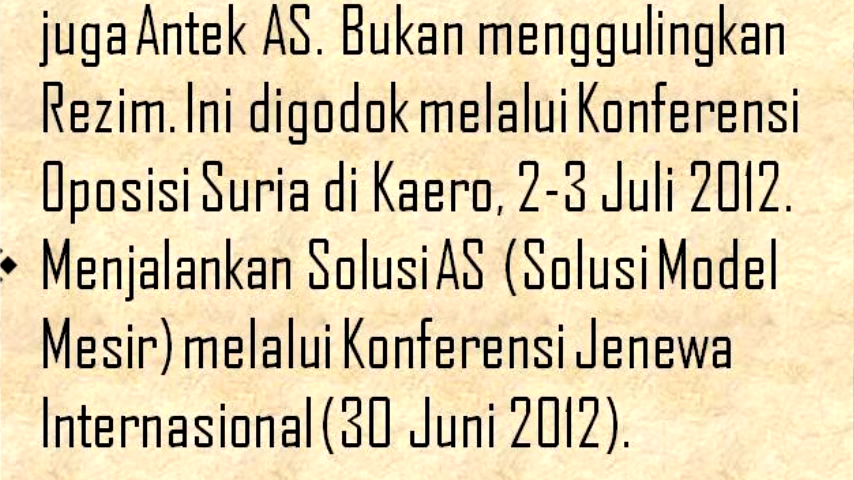 juga Antek AS. Bukan menggulingkan
Rezim. Ini digodok melalui Konferensi
Oposisi Suria di Kaero, 2-3 Juli 2012.
Menjalankan Solusi AS (Solusi Model
Mesir) melalui Konferensi Jenewa
Internasional (30 Juni 2012).